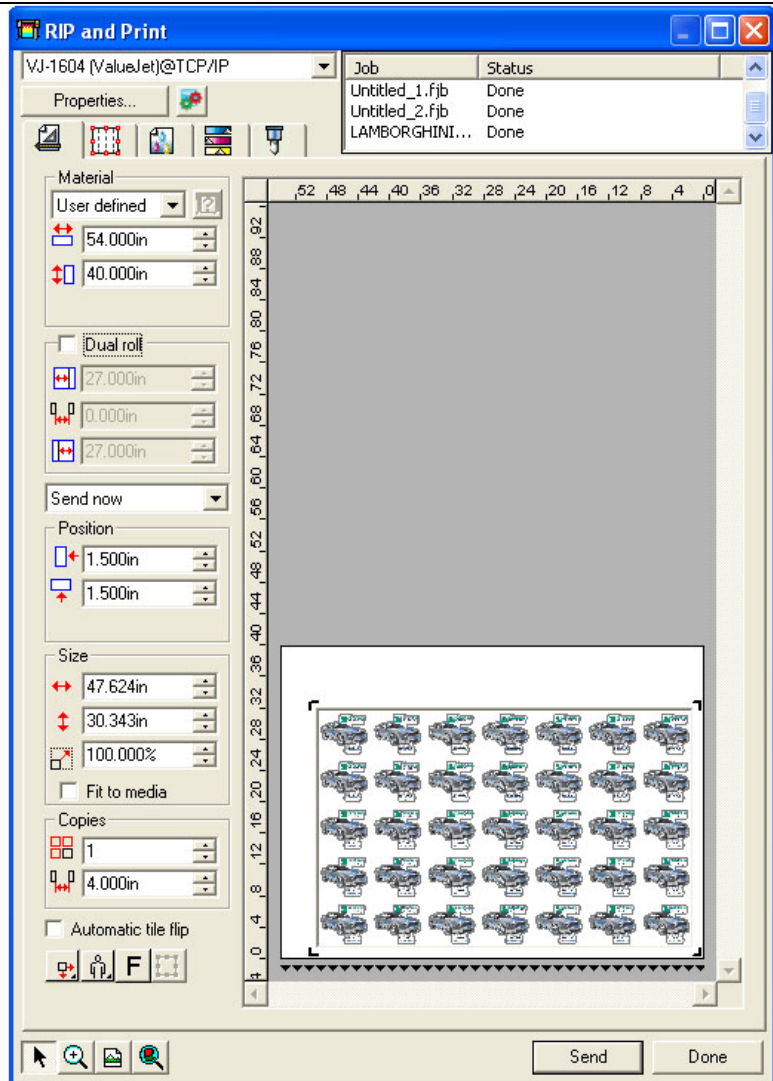 RIP and Print
VJ-1604 (ValueJet)@TCP/IP
Properties...
Job Status
Untitled_1.fjb Done
Untitled_2.fjb Done
LAMBORGHINI... Done
Material
User defined
54.000in
40.000in
Dual roll
27.000in
0.000in
27.000in
Send now
Position
1.500in
1.500in
Size
47.624in
30.343in
100.000%
Fit to media
Copies
1
4.000in
Automatic tile flip
F
52 48 44 40 36 32 28 24 20 16 12 8 4 0
92
88
84
80
76
72
68
64
60
56
52
48
44
40
36
32
28
24
20
16
12
8
4
0
4
Send Done